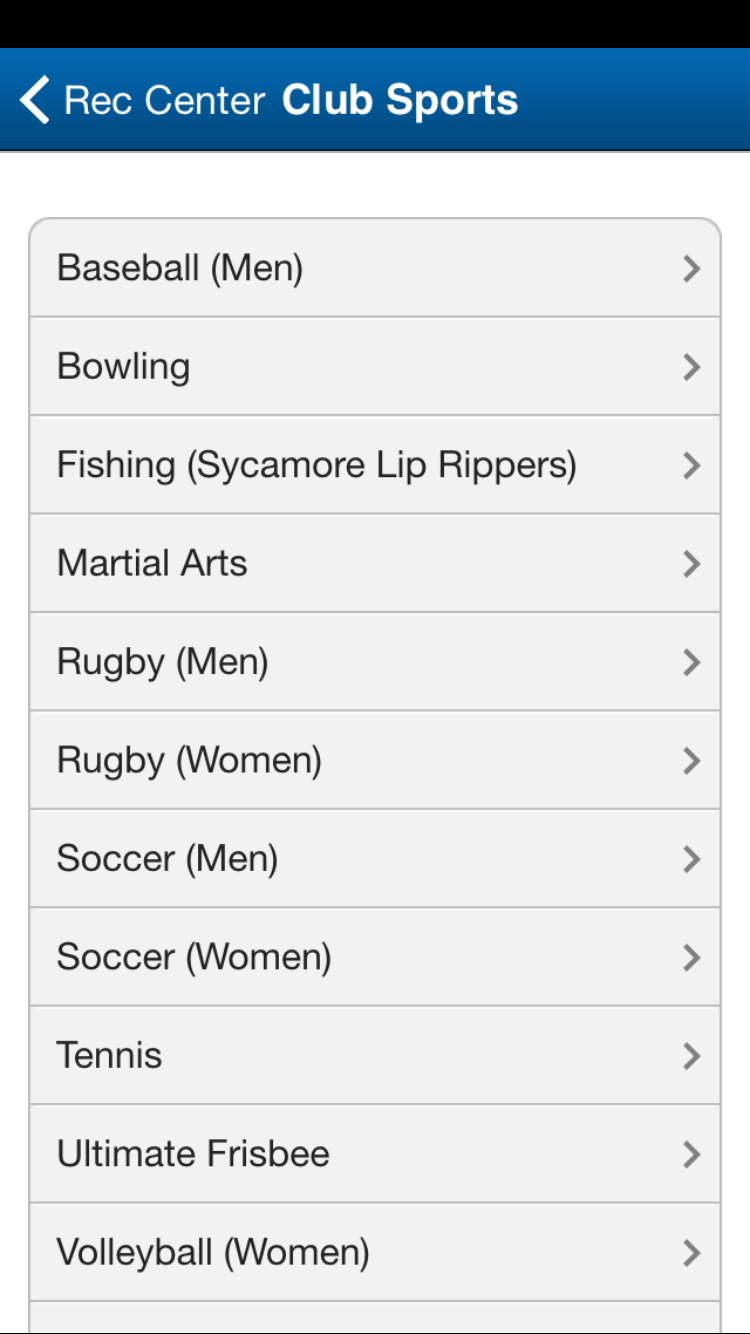 Rec Center Club Sports
Baseball (Men)
Bowling
Fishing (Sycamore Lip Rippers)
Martial Arts
Rugby (Men)
Rugby (Women)
Soccer (Men)
Soccer (Women)
Tennis
Ultimate Frisbee
Volleyball (Women)